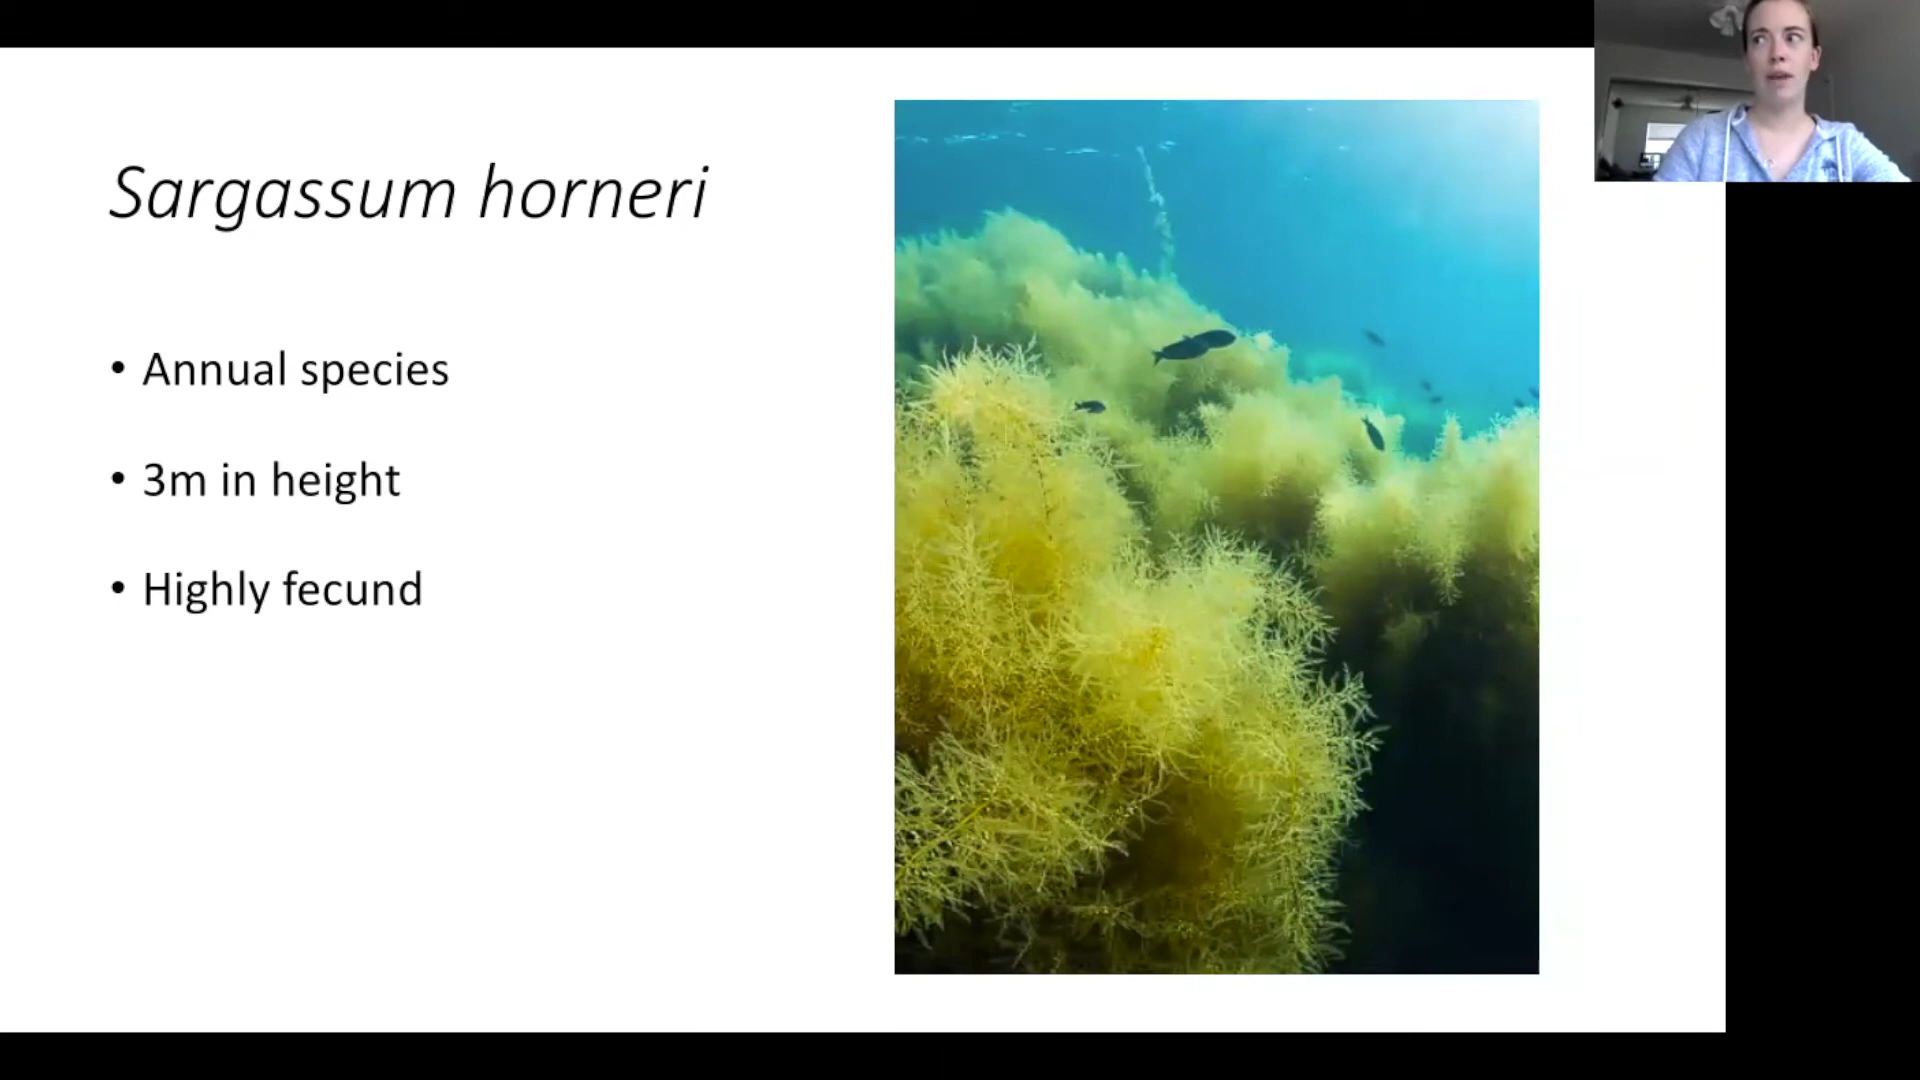 Sargassum horneri
• Annual species
• 3m in height
• Highly fecund